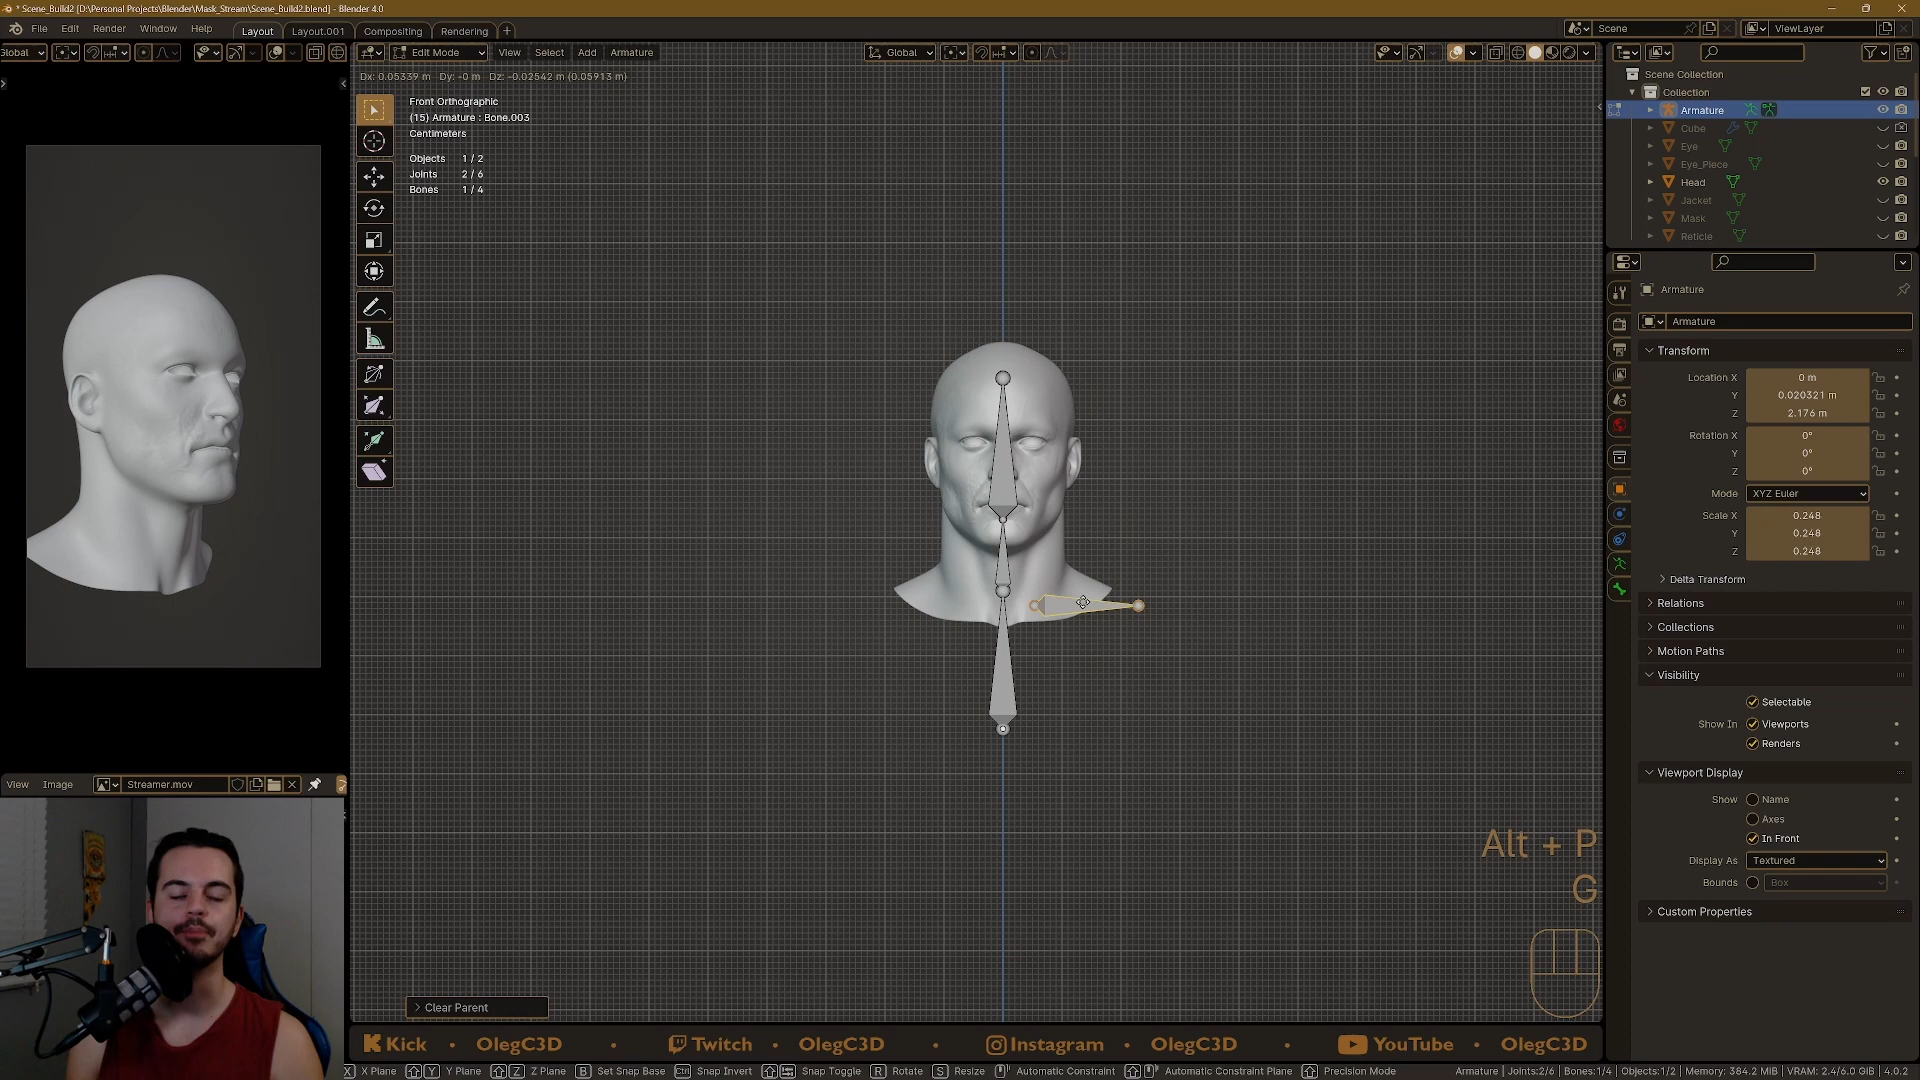 * Scene_Build2 [D:\Personal Projects\Blender\Mask_Stream\Scene_Build2.blend] - Blender 4.0
File Edit Render Window Help Layout Layout.001 Compositing Rendering + Scene ViewLayer
Global Edit Mode View Select Add Armature Global
Dx: 0.05339 m Dy: -0 m Dz: -0.02542 m (0.05913 m)
Front Orthographic
(15) Armature : Bone.003
Centimeters
Objects 1 / 2
Joints 2 / 6
Bones 1 / 4
Scene Collection
Collection
Armature
Cube
Eye
Eye_Piece
Head
Jacket
Mask
Reticle
Armature
Armature
Transform
Location X 0 m
Y 0.020321 m
Z 2.176 m
Rotation X 0°
Y 0°
Z 0°
Mode XYZ Euler
Scale X 0.248
Y 0.248
Z 0.248
Delta Transform
Relations
Collections
Motion Paths
Visibility
Selectable
Show In Viewports
Renders
Viewport Display
Show Name
Axes
In Front
Display As Textured
Bounds Box
Custom Properties
View Image Streamer.mov
Alt + P
G
Clear Parent
Kick • OlegC3D • Twitch • OlegC3D • Instagram • OlegC3D • YouTube • OlegC3D
X X Plane Y Y Plane Z Z Plane B Set Snap Base Ctrl Snap Invert Snap Toggle R Rotate S Resize Automatic Constraint Automatic Constraint Plane Precision Mode Armature | Joints:2/6 | Bones:1/4 | Objects:1/2 | Memory: 384.2 MiB | VRAM: 2.4/6.0 GiB | 4.0.2